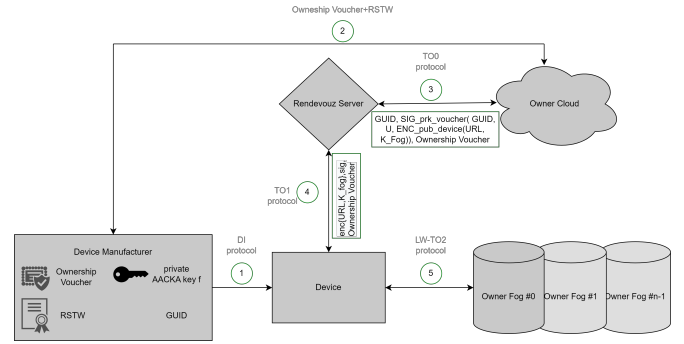 Owneship Voucher+RSTW
2
TO0
protocol
3
Rendevouz Server
Owner Cloud
GUID, SIG_prk_voucher( GUID,
U, ENC_pub_device(URL,
K_Fog)), Ownership Voucher
TO1
protocol
4
enc(URL,K_fog),sig,
Ownership Voucher
Device Manufacturer
Ownership
Voucher
private
AACKA key f
RSTW
GUID
DI
protocol
1
Device
LW-TO2
protocol
5
Owner Fog #0
Owner Fog #1
Owner Fog #n-1